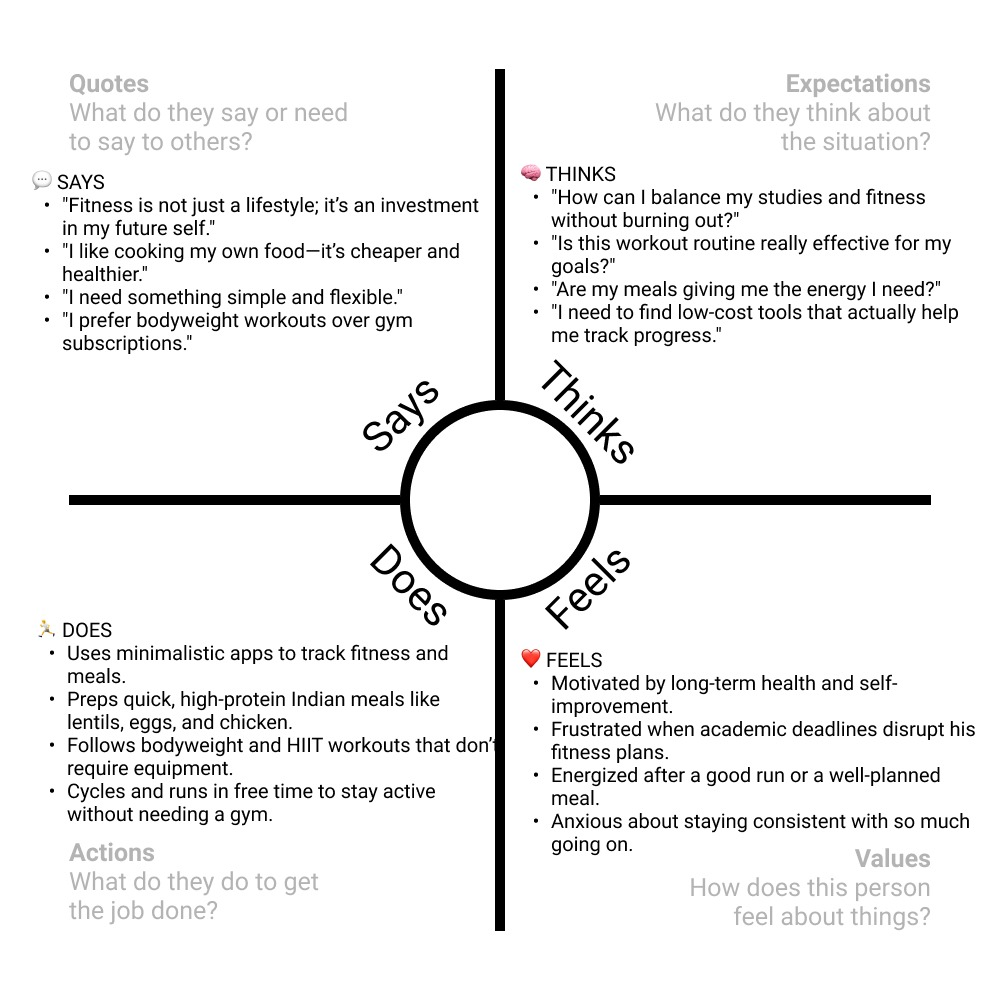 Quotes
What do they say or need
to say to others?
💬 SAYS
• "Fitness is not just a lifestyle; it’s an investment
in my future self."
• "I like cooking my own food—it’s cheaper and
healthier."
• "I need something simple and flexible."
• "I prefer bodyweight workouts over gym
subscriptions."
Expectations
What do they think about
the situation?
🧠 THINKS
• "How can I balance my studies and fitness
without burning out?"
• "Is this workout routine really effective for my
goals?"
• "Are my meals giving me the energy I need?"
• "I need to find low-cost tools that actually help
me track progress."
Says
Thinks
Does
Feels
🏃 DOES
• Uses minimalistic apps to track fitness and
meals.
• Preps quick, high-protein Indian meals like
lentils, eggs, and chicken.
• Follows bodyweight and HIIT workouts that don’t
require equipment.
• Cycles and runs in free time to stay active
without needing a gym.
Actions
What do they do to get
the job done?
❤️ FEELS
• Motivated by long-term health and self-
improvement.
• Frustrated when academic deadlines disrupt his
fitness plans.
• Energized after a good run or a well-planned
meal.
• Anxious about staying consistent with so much
going on.
Values
How does this person
feel about things?